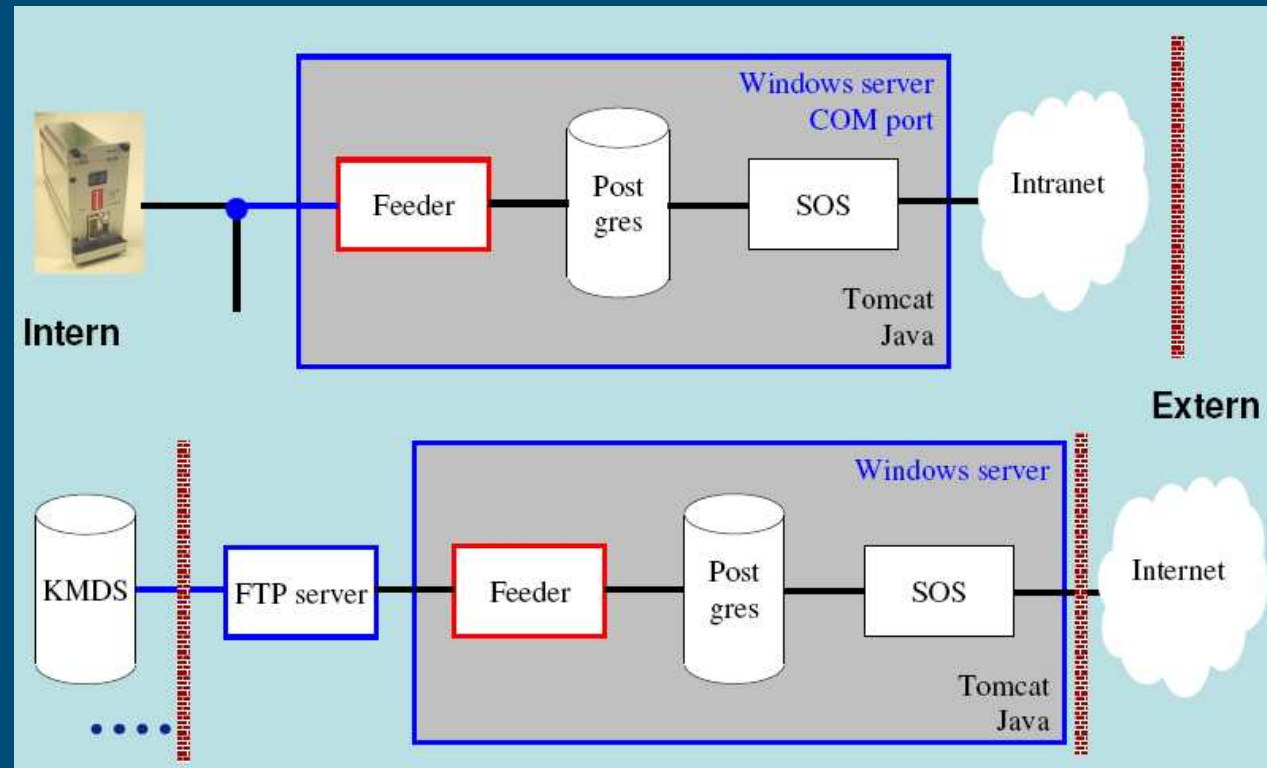 Windows server
COM port
Feeder
Post
gres
SOS
Intranet
Tomcat
Java
Intern
Extern
Windows server
KMDS
FTP server
Feeder
Post
gres
SOS
Internet
Tomcat
Java